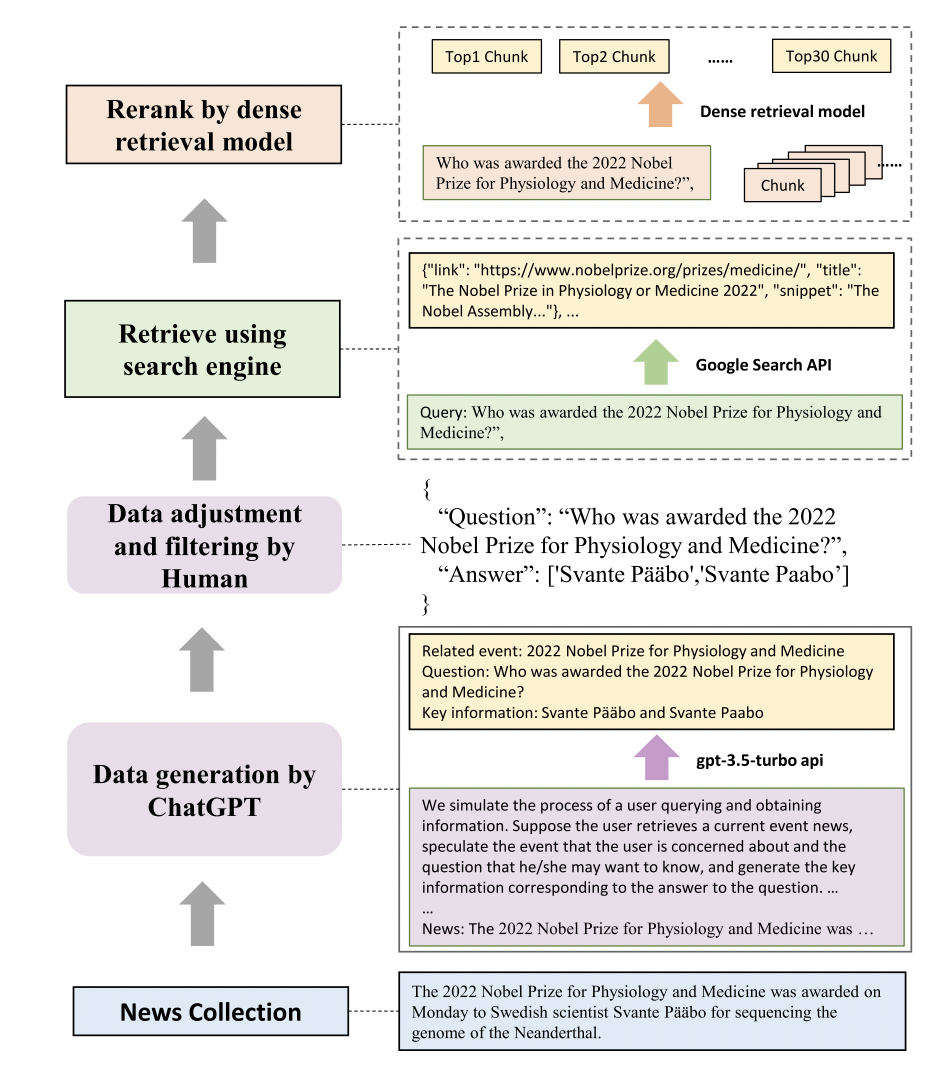 Top1 Chunk
Top2 Chunk
……
Top30 Chunk
Rerank by dense
retrieval model
Dense retrieval model
Who was awarded the 2022 Nobel
Prize for Physiology and Medicine?”,
Chunk
……
{"link": "https://www.nobelprize.org/prizes/medicine/", "title":
"The Nobel Prize in Physiology or Medicine 2022", "snippet": "The
Nobel Assembly..."}, ...
Retrieve using
search engine
Google Search API
Query: Who was awarded the 2022 Nobel Prize for Physiology and
Medicine?”,
Data adjustment
and filtering by
Human
{
“Question”: “Who was awarded the 2022
Nobel Prize for Physiology and Medicine?”,
“Answer”: ['Svante Pääbo','Svante Paabo’]
}
Related event: 2022 Nobel Prize for Physiology and Medicine
Question: Who was awarded the 2022 Nobel Prize for Physiology
and Medicine?
Key information: Svante Pääbo and Svante Paabo
Data generation by
ChatGPT
gpt-3.5-turbo api
We simulate the process of a user querying and obtaining
information. Suppose the user retrieves a current event news,
speculate the event that the user is concerned about and the
question that he/she may want to know, and generate the key
information corresponding to the answer to the question. …
…
News: The 2022 Nobel Prize for Physiology and Medicine was …
News Collection
The 2022 Nobel Prize for Physiology and Medicine was awarded on
Monday to Swedish scientist Svante Pääbo for sequencing the
genome of the Neanderthal.